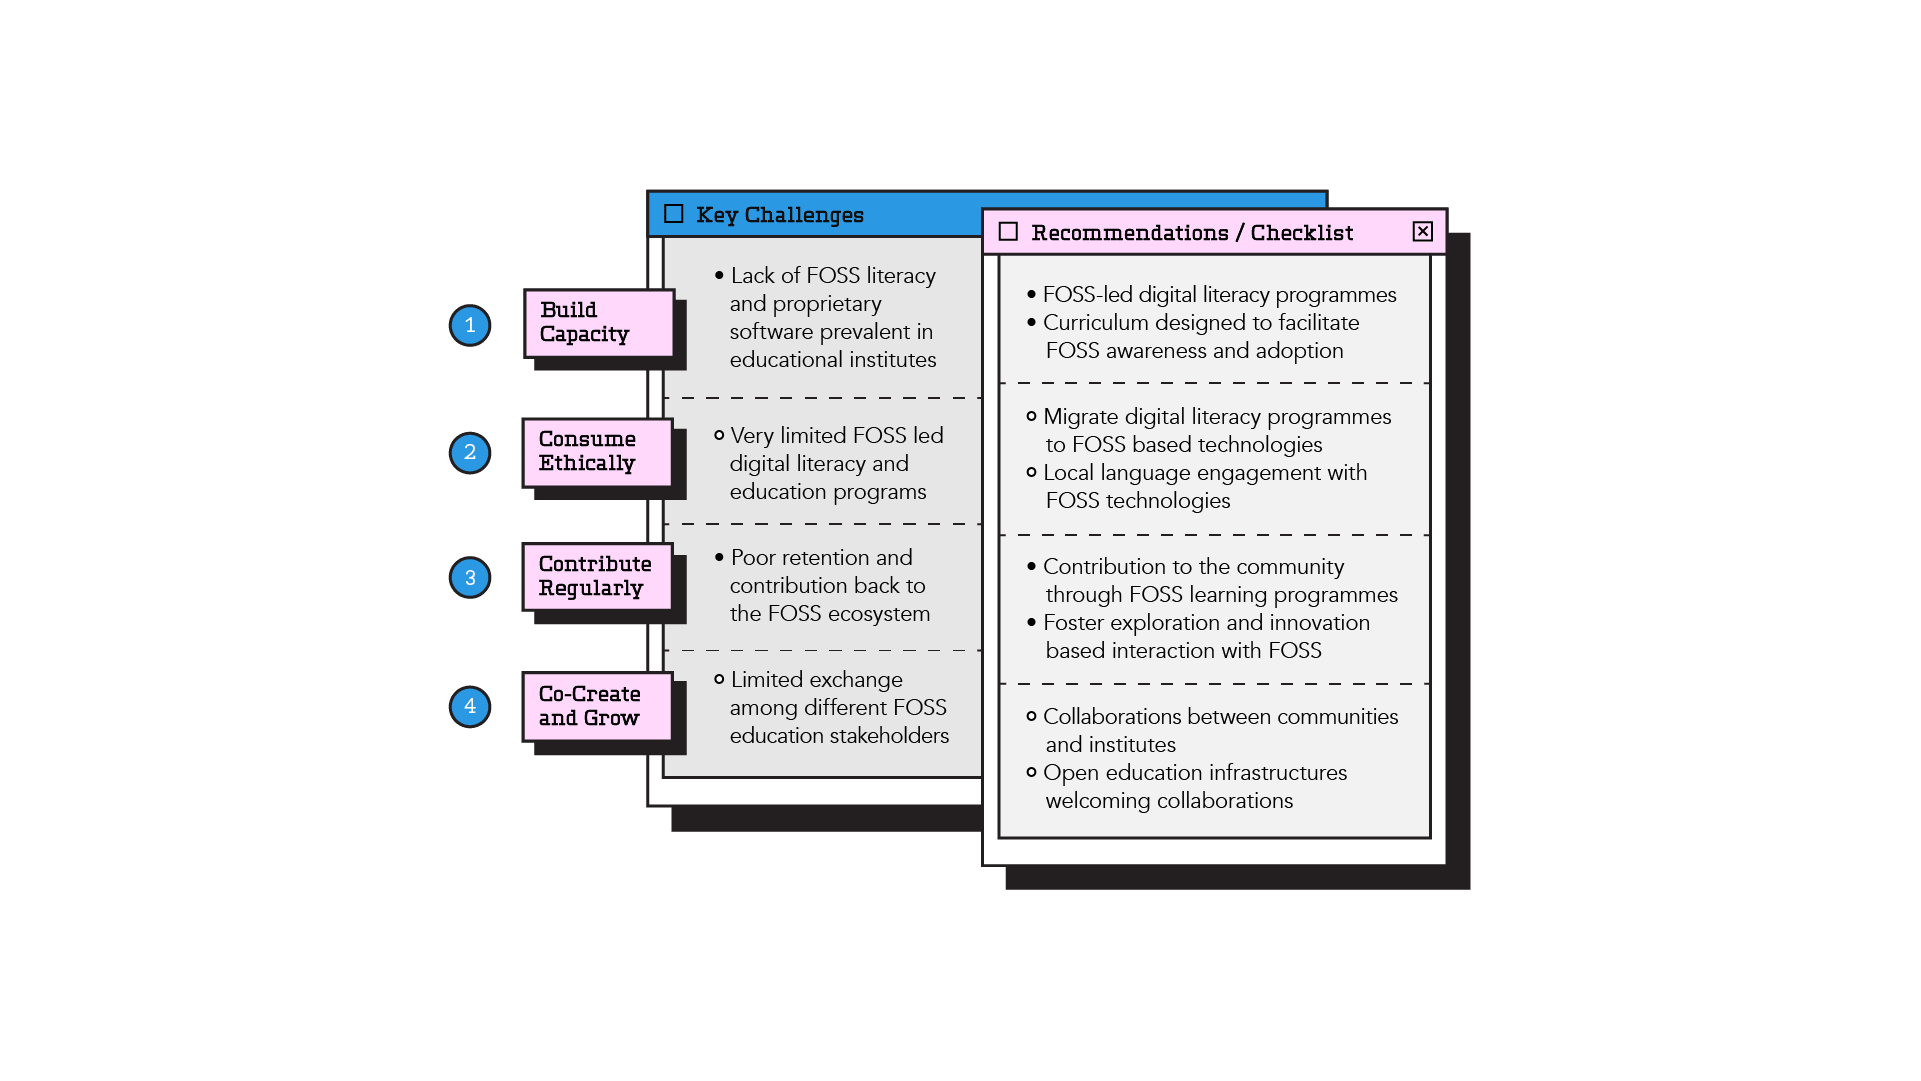 Key Challenges
Recommendations / Checklist
1
Build
Capacity
• Lack of FOSS literacy
and proprietary
software prevalent in
educational institutes
• FOSS-led digital literacy programmes
• Curriculum designed to facilitate
FOSS awareness and adoption
2
Consume
Ethically
Very limited FOSS led
digital literacy and
education programs
Migrate digital literacy programmes
to FOSS based technologies
Local language engagement with
FOSS technologies
3
Contribute
Regularly
• Poor retention and
contribution back to
the FOSS ecosystem
• Contribution to the community
through FOSS learning programmes
• Foster exploration and innovation
based interaction with FOSS
4
Co-Create
and Grow
Limited exchange
among different FOSS
education stakeholders
Collaborations between communities
and institutes
Open education infrastructures
welcoming collaborations